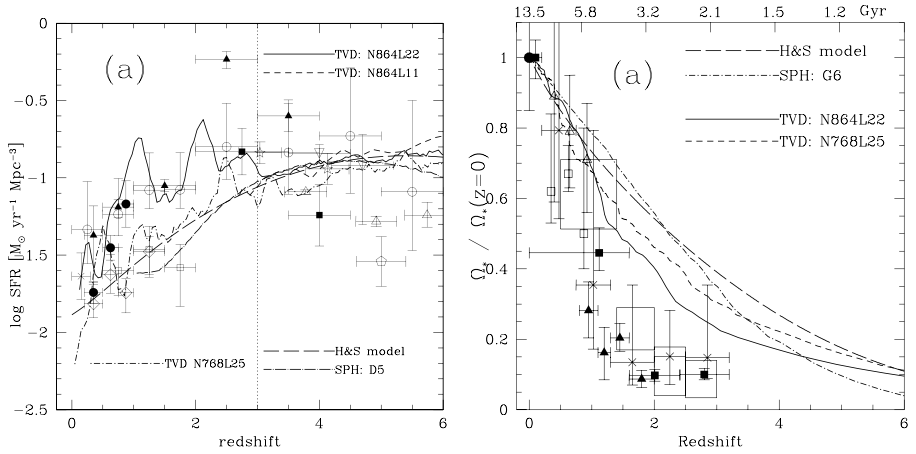 0
−0.5
−1
−1.5
−2
−2.5
log SFR [M⊙ yr⁻¹ Mpc⁻³]
(a)
TVD: N864L22
TVD: N864L11
TVD N768L25
H&S model
SPH: D5
0 2 4 6
redshift
13.5 5.8 3.2 2.1 1.5 1.2 Gyr
1
0.8
0.6
0.4
0.2
0
Ω* / Ω*(z=0)
(a)
H&S model
SPH: G6
TVD: N864L22
TVD: N768L25
0 2 4 6
Redshift